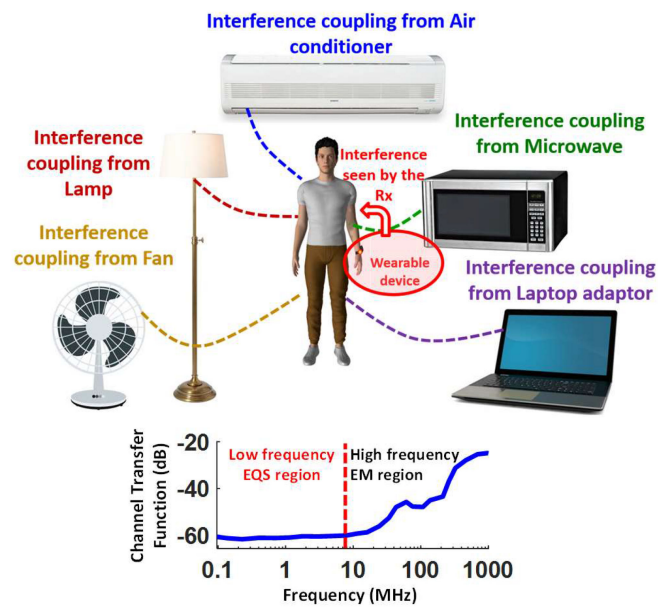 Interference coupling from Air
conditioner
Interference
coupling from
Lamp
Interference
seen by the
Rx
Interference coupling
from Microwave
Interference
coupling from Fan
Wearable
device
Interference coupling
from Laptop adaptor
Channel Transfer
Function (dB)
-20
-40
-60
Low frequency
EQS region
High frequency
EM region
0.1
1
10
100
1000
Frequency (MHz)